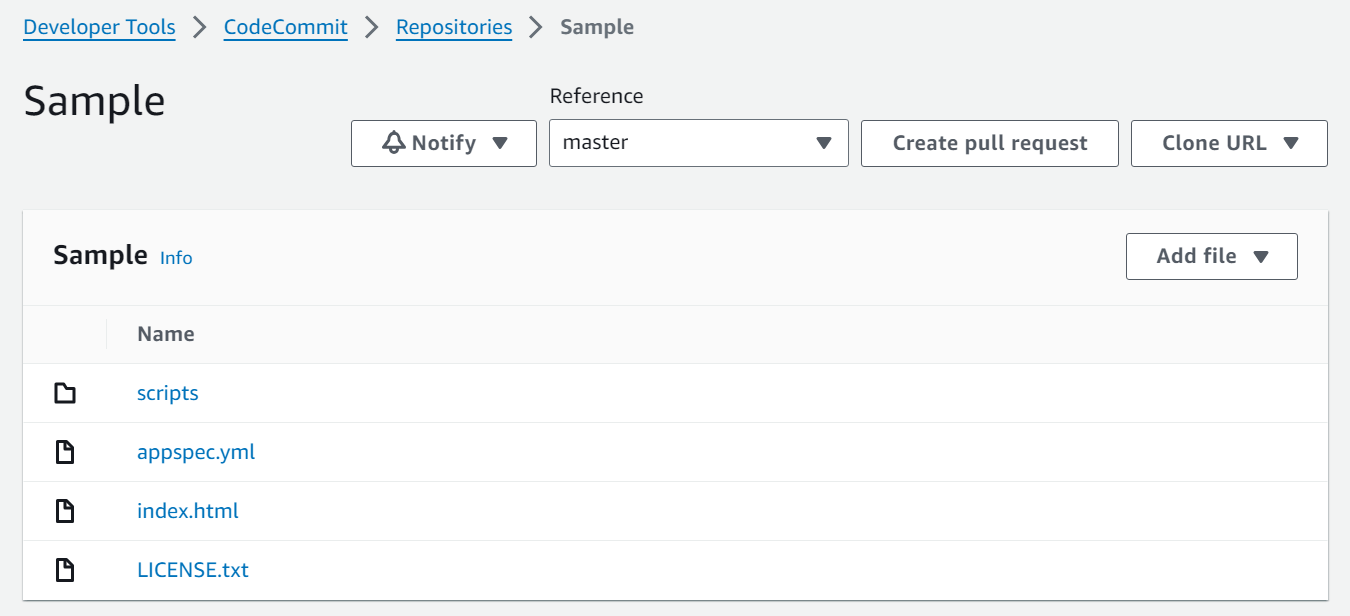 Developer Tools > CodeCommit > Repositories > Sample
Sample
Reference
Notify master Create pull request Clone URL
Sample Info Add file
Name
scripts
appspec.yml
index.html
LICENSE.txt